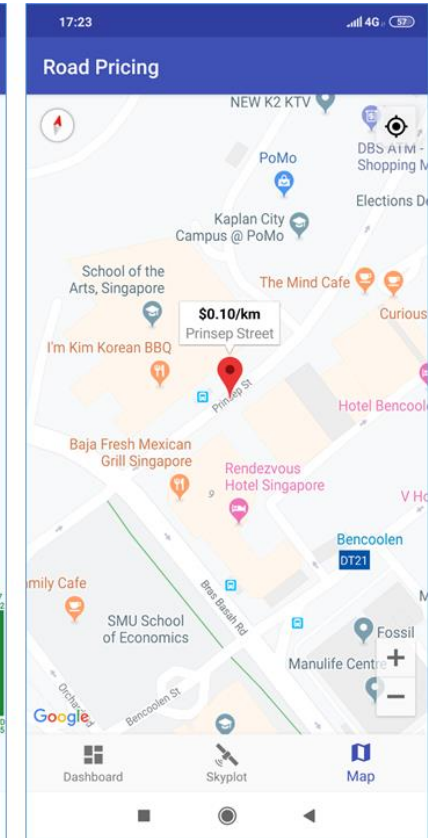 17:23
4G
57
Road Pricing
NEW K2 KTV
DBS ATM -
Shopping M
PoMo
Elections De
Kaplan City
Campus @ PoMo
School of the
Arts, Singapore
The Mind Cafe
$0.10/km
Prinsep Street
Curious
I'm Kim Korean BBQ
Prinsep St
Hotel Bencool
Baja Fresh Mexican
Grill Singapore
Rendezvous
Hotel Singapore
V Ho
Bencoolen
DT21
mily Cafe
Bras Basah Rd
SMU School
of Economics
Fossil
Manulife Centre
+
−
Orchard
Bencoolen St
Google
Dashboard
Skyplot
Map